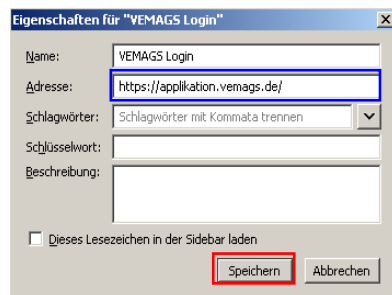 Eigenschaften für "VEMAGS Login"
Name: VEMAGS Login
Adresse: https://applikation.vemags.de/
Schlagwörter: Schlagwörter mit Kommata trennen
Schlüsselwort:
Beschreibung:
Dieses Lesezeichen in der Sidebar laden
Speichern Abbrechen